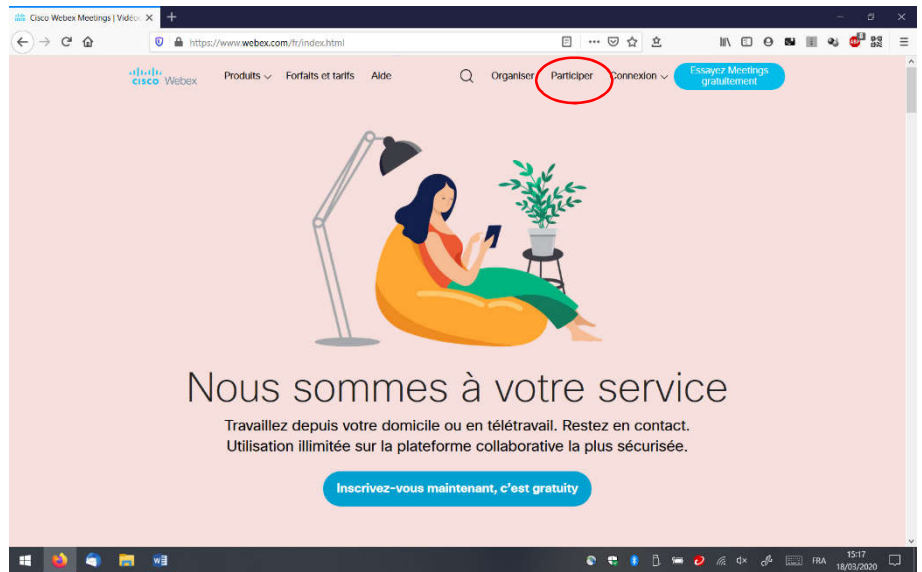 Cisco Webex Meetings | Vidéo
https://www.webex.com/fr/index.html
cisco Webex Produits Forfaits et tarifs Aide Organiser Participer Connexion Essayez Meetings
gratuitement
Nous sommes à votre service
Travaillez depuis votre domicile ou en télétravail. Restez en contact.
Utilisation illimitée sur la plateforme collaborative la plus sécurisée.
Inscrivez-vous maintenant, c'est gratuity
FRA 15:17
18/03/2020